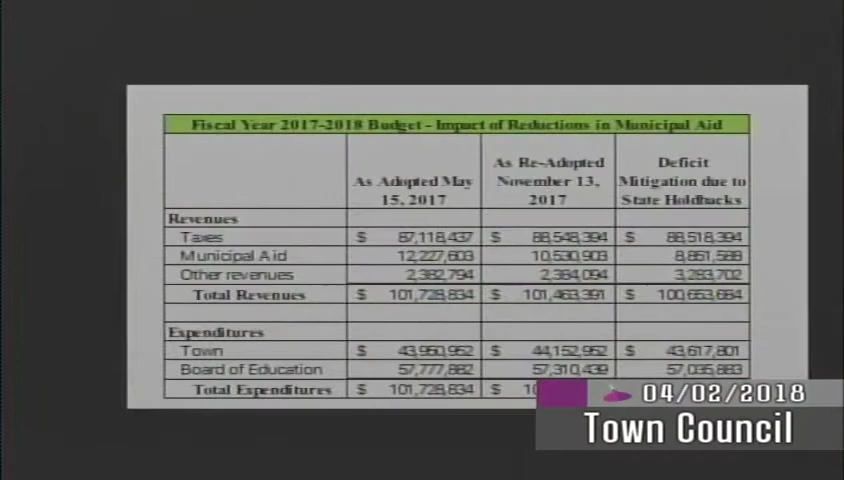 Fiscal Year 2017-2018 Budget - Impact of Reductions in Municipal Aid
As Adopted May 15, 2017
As Re-Adopted November 13, 2017
Deficit Mitigation due to State Holdbacks
Revenues
Taxes $ 87,118,437 $ 88,548,394 $ 88,518,394
Municipal Aid 12,227,603 10,530,903 8,851,588
Other revenues 2,382,794 2,384,094 3,283,702
Total Revenues $ 101,728,834 $ 101,463,391 $ 100,653,684
Expenditures
Town $ 43,950,952 $ 44,152,952 $ 43,617,801
Board of Education 57,777,882 57,310,439 57,035,883
Total Expenditures $ 101,728,834 $
04/02/2018
Town Council